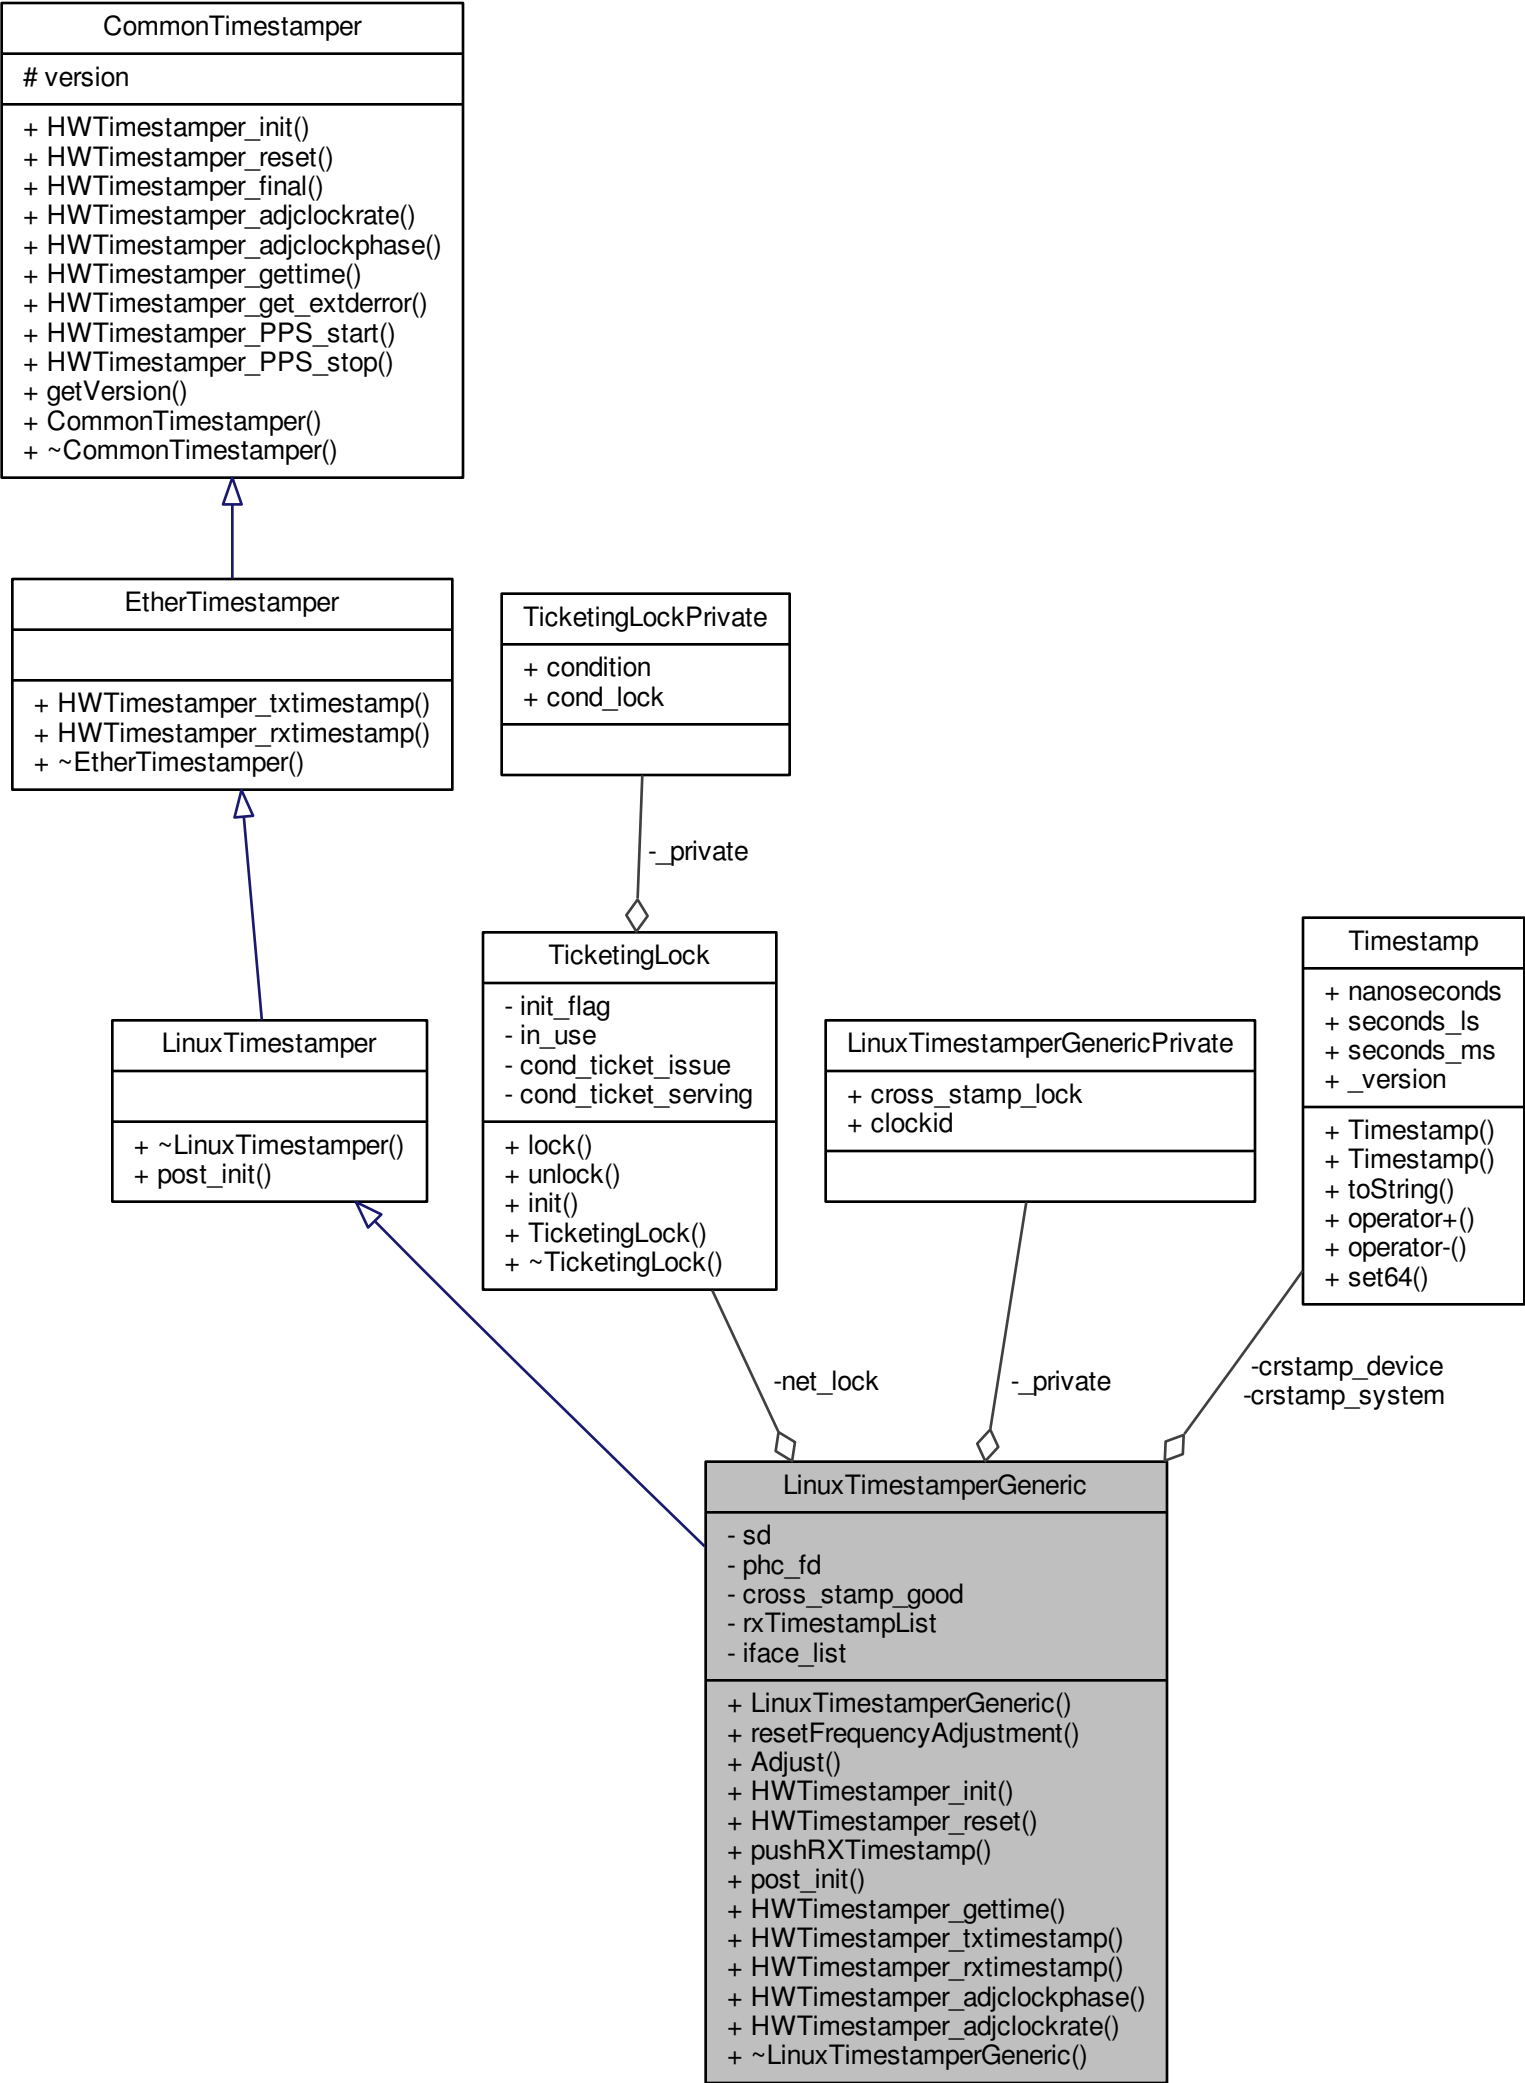 CommonTimestamper
# version
+ HWTimestamper_init()
+ HWTimestamper_reset()
+ HWTimestamper_final()
+ HWTimestamper_adjclockrate()
+ HWTimestamper_adjclockphase()
+ HWTimestamper_gettime()
+ HWTimestamper_get_extderror()
+ HWTimestamper_PPS_start()
+ HWTimestamper_PPS_stop()
+ getVersion()
+ CommonTimestamper()
+ ~CommonTimestamper()
EtherTimestamper
+ HWTimestamper_txtimestamp()
+ HWTimestamper_rxtimestamp()
+ ~EtherTimestamper()
TicketingLockPrivate
+ condition
+ cond_lock
-_private
LinuxTimestamper
+ ~LinuxTimestamper()
+ post_init()
TicketingLock
- init_flag
- in_use
- cond_ticket_issue
- cond_ticket_serving
+ lock()
+ unlock()
+ init()
+ TicketingLock()
+ ~TicketingLock()
LinuxTimestamperGenericPrivate
+ cross_stamp_lock
+ clockid
Timestamp
+ nanoseconds
+ seconds_ls
+ seconds_ms
+ _version
+ Timestamp()
+ Timestamp()
+ toString()
+ operator+()
+ operator-()
+ set64()
-net_lock
-_private
-crstamp_device
-crstamp_system
LinuxTimestamperGeneric
- sd
- phc_fd
- cross_stamp_good
- rxTimestampList
- iface_list
+ LinuxTimestamperGeneric()
+ resetFrequencyAdjustment()
+ Adjust()
+ HWTimestamper_init()
+ HWTimestamper_reset()
+ pushRXTimestamp()
+ post_init()
+ HWTimestamper_gettime()
+ HWTimestamper_txtimestamp()
+ HWTimestamper_rxtimestamp()
+ HWTimestamper_adjclockphase()
+ HWTimestamper_adjclockrate()
+ ~LinuxTimestamperGeneric()